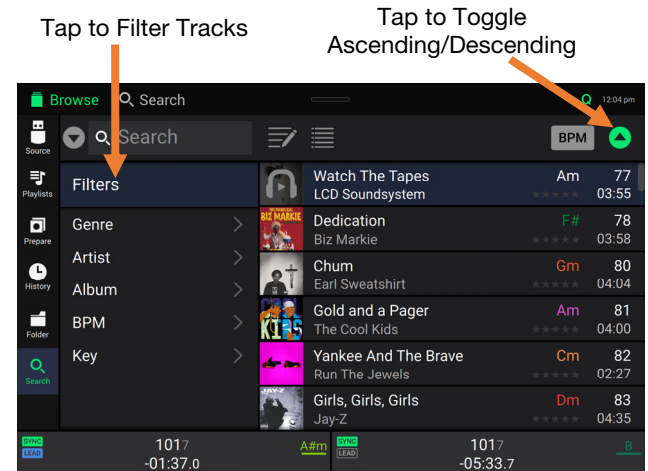 Tap to Filter Tracks
Tap to Toggle
Ascending/Descending
Browse Search Q 12:04 pm
Source Search BPM
Playlists Filters Watch The Tapes Am 77
LCD Soundsystem 03:55
Prepare Genre BIZ MARKIE Dedication F# 78
Biz Markie 03:58
History Artist Chum Gm 80
Album Earl Sweatshirt 04:04
Folder BPM KIDS Gold and a Pager Am 81
The Cool Kids 04:00
Search Key Yankee And The Brave Cm 82
Run The Jewels 02:27
JAY-Z Girls, Girls, Girls Dm 83
Jay-Z 04:35
SYNC 1017 A#m SYNC 1017 B
LEAD -01:37.0 LEAD -05:33.7